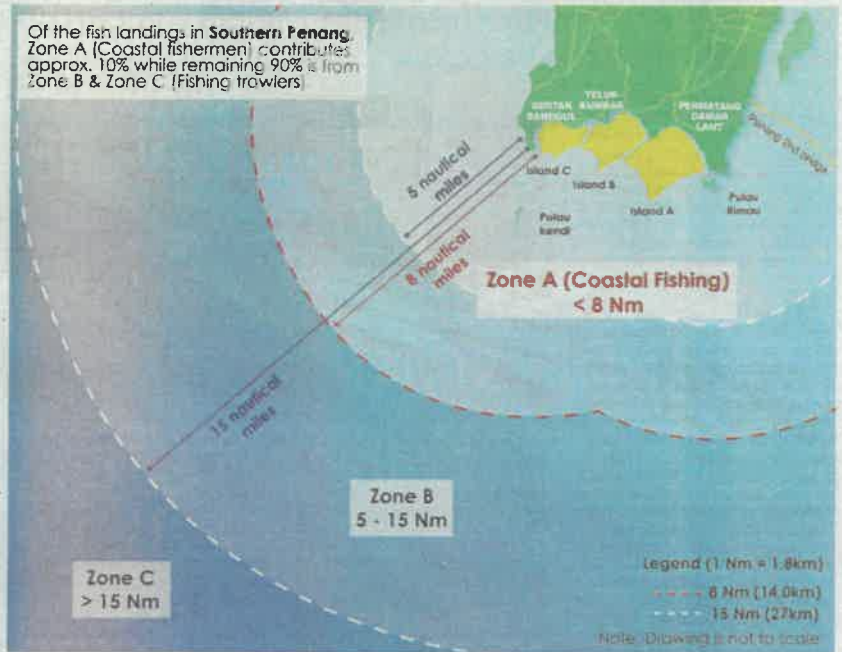 Of the fish landings in Southern Penang,
Zone A (Coastal fishermen) contributes
approx. 10% while remaining 90% is from
Zone B & Zone C (Fishing trawlers)
GERTAK
SANGGUL
TELUK
KUMBAR
PERMATANG
DAMAR
LAUT
Penang 2nd bridge
Island C
Island B
Island A
Pulau
Rimau
Pulau
kendi
5 nautical
miles
8 nautical
miles
15 nautical
miles
Zone A (Coastal Fishing)
< 8 Nm
Zone B
5 - 15 Nm
Zone C
> 15 Nm
Legend (1 Nm = 1.8km)
8 Nm (14.0km)
15 Nm (27km)
Note: Drawing is not to scale